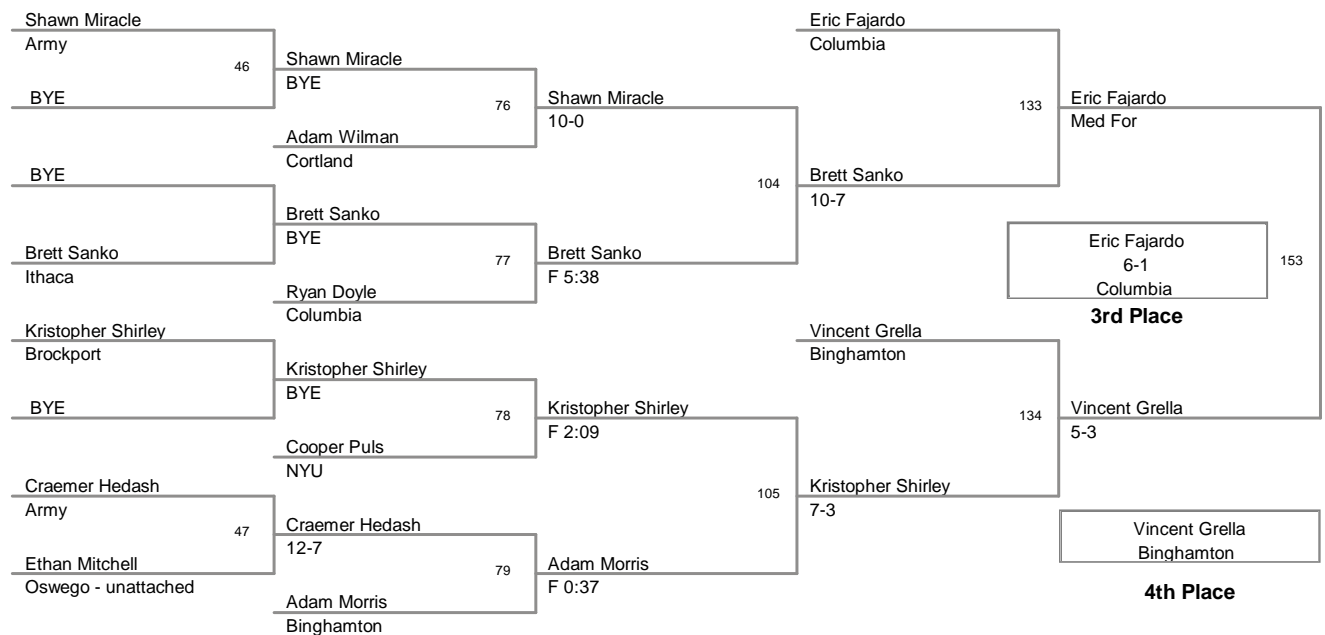 Shawn Miracle
Army
46
BYE
BYE
Brett Sanko
Ithaca
Kristopher Shirley
Brockport
BYE
Craemer Hedash
Army
47
Ethan Mitchell
Oswego - unattached
Shawn Miracle
BYE
76
Adam Wilman
Cortland
Brett Sanko
BYE
77
Ryan Doyle
Columbia
Kristopher Shirley
BYE
78
Cooper Puls
NYU
Craemer Hedash
12-7
79
Adam Morris
Binghamton
Shawn Miracle
10-0
104
Brett Sanko
F 5:38
Kristopher Shirley
F 2:09
105
Adam Morris
F 0:37
Eric Fajardo
Columbia
133
Brett Sanko
10-7
Vincent Grella
Binghamton
134
Kristopher Shirley
7-3
Eric Fajardo
Med For
Eric Fajardo
6-1
Columbia
153
3rd Place
Vincent Grella
5-3
Vincent Grella
Binghamton
4th Place